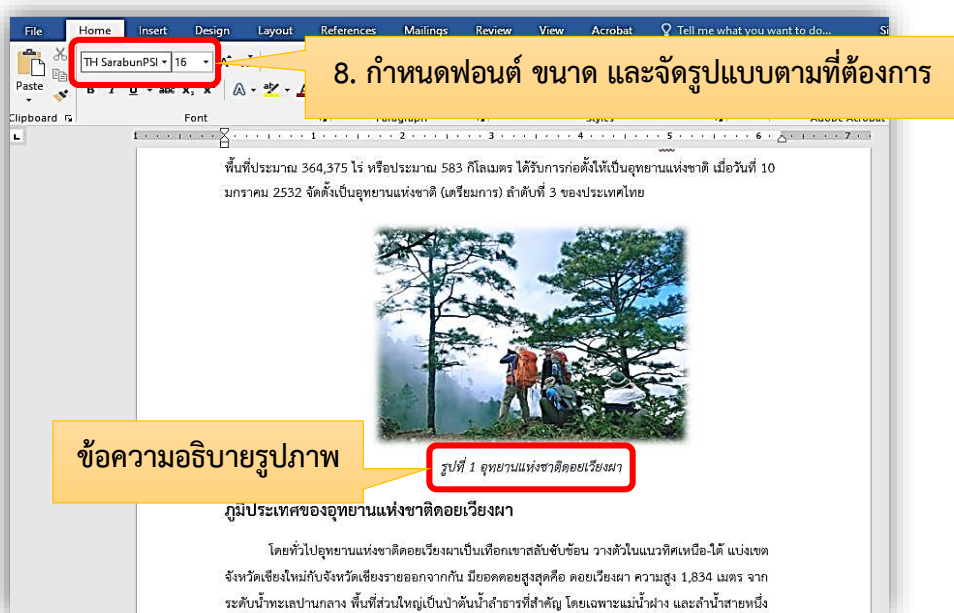 File Home Insert Design Layout References Mailings Review View Acrobat Tell me what you want to do...
TH SarabunPSI 16
8. กำหนดฟอนต์ ขนาด และจัดรูปแบบตามที่ต้องการ
Paste
Clipboard Font
1 1 2 3 4 5 6 7
พื้นที่ประมาณ 364,375 ไร่ หรือประมาณ 583 กิโลเมตร ได้รับการก่อตั้งให้เป็นอุทยานแห่งชาติ เมื่อวันที่ 10
มกราคม 2532 จัดตั้งเป็นอุทยานแห่งชาติ (เตรียมการ) ลำดับที่ 3 ของประเทศไทย
ข้อความอธิบายรูปภาพ
รูปที่ 1 อุทยานแห่งชาติดอยเวียงผา
ภูมิประเทศของอุทยานแห่งชาติดอยเวียงผา
โดยทั่วไปอุทยานแห่งชาติดอยเวียงผาเป็นเทือกเขาสลับซับซ้อน วางตัวในแนวทิศเหนือ-ใต้ แบ่งเขต
จังหวัดเชียงใหม่กับจังหวัดเชียงรายออกจากกัน มียอดดอยสูงสุดคือ ดอยเวียงผา ความสูง 1,834 เมตร จาก
ระดับน้ำทะเลปานกลาง พื้นที่ส่วนใหญ่เป็นป่าต้นน้ำลำธารที่สำคัญ โดยเฉพาะแม่น้ำฝาง และลำน้ำสายหนึ่ง